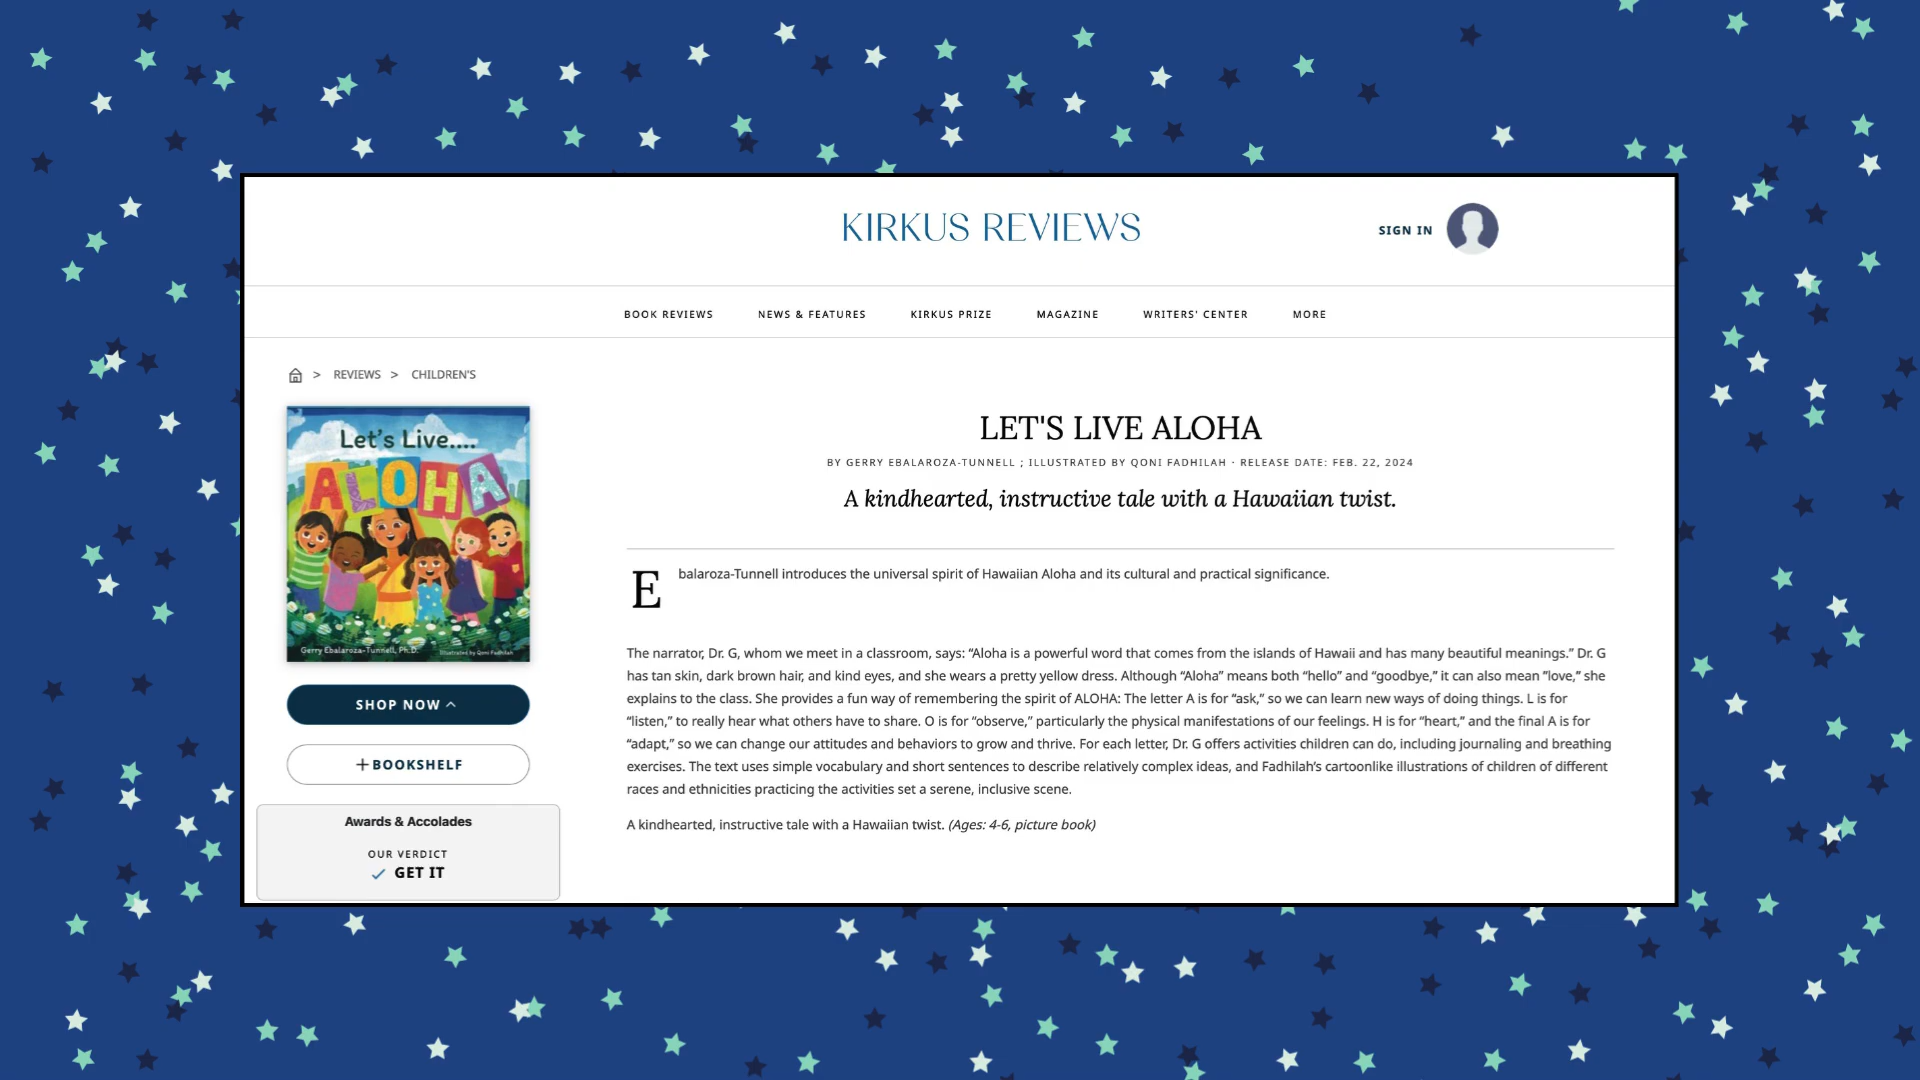 KIRKUS REVIEWS
SIGN IN
BOOK REVIEWS NEWS & FEATURES KIRKUS PRIZE MAGAZINE WRITERS' CENTER MORE
> REVIEWS > CHILDREN'S
Let's Live....
ALOHA
Gerry Ebalaroza-Tunnell, Ph.D. Illustrated by Qoni Fadhilah
SHOP NOW
+BOOKSHELF
Awards & Accolades
OUR VERDICT
GET IT
LET'S LIVE ALOHA
BY GERRY EBALAROZA-TUNNELL ; ILLUSTRATED BY QONI FADHILAH · RELEASE DATE: FEB. 22, 2024
A kindhearted, instructive tale with a Hawaiian twist.
Ebalaroza-Tunnell introduces the universal spirit of Hawaiian Aloha and its cultural and practical significance.
The narrator, Dr. G, whom we meet in a classroom, says: “Aloha is a powerful word that comes from the islands of Hawaii and has many beautiful meanings.” Dr. G
has tan skin, dark brown hair, and kind eyes, and she wears a pretty yellow dress. Although “Aloha” means both “hello” and “goodbye,” it can also mean “love,” she
explains to the class. She provides a fun way of remembering the spirit of ALOHA: The letter A is for “ask,” so we can learn new ways of doing things. L is for
“listen,” to really hear what others have to share. O is for “observe,” particularly the physical manifestations of our feelings. H is for “heart,” and the final A is for
“adapt,” so we can change our attitudes and behaviors to grow and thrive. For each letter, Dr. G offers activities children can do, including journaling and breathing
exercises. The text uses simple vocabulary and short sentences to describe relatively complex ideas, and Fadhilah’s cartoonlike illustrations of children of different
races and ethnicities practicing the activities set a serene, inclusive scene.
A kindhearted, instructive tale with a Hawaiian twist. (Ages: 4-6, picture book)